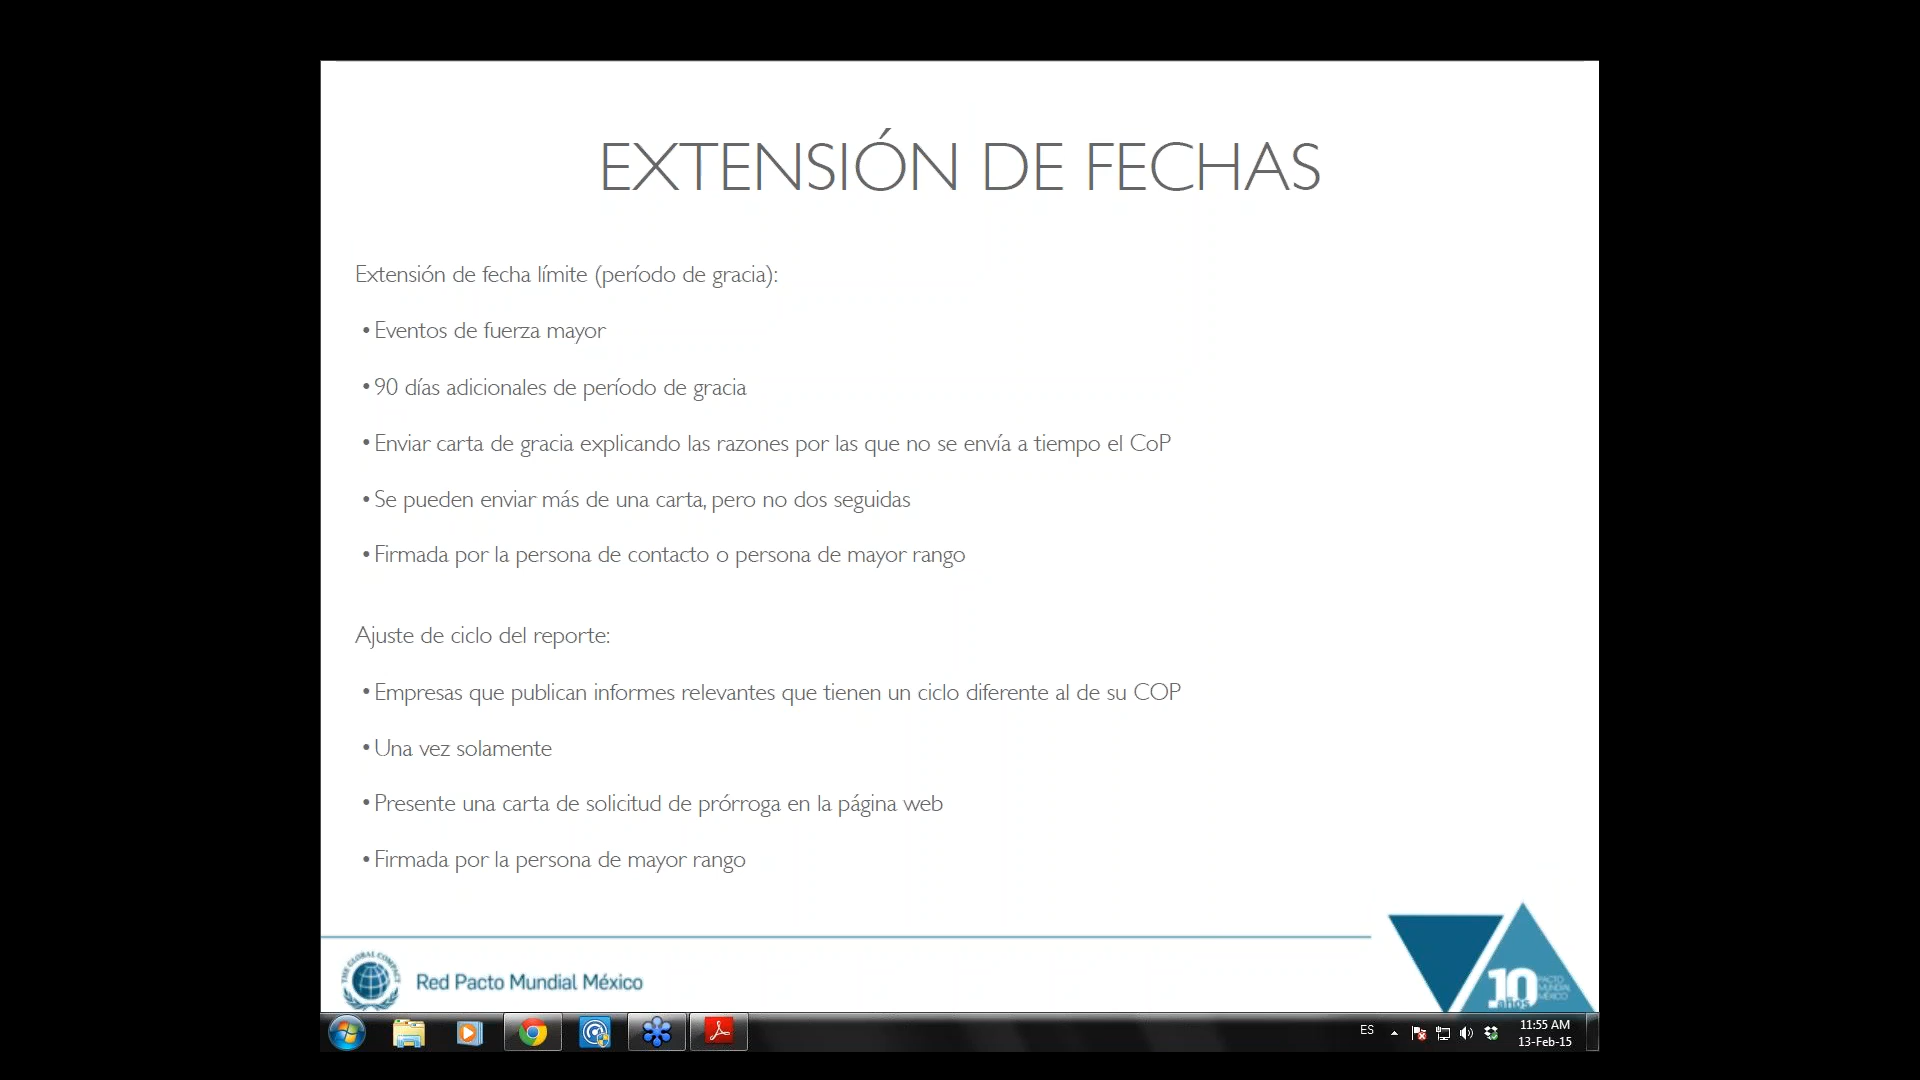 EXTENSIÓN DE FECHAS
Extensión de fecha límite (período de gracia):
• Eventos de fuerza mayor
• 90 días adicionales de período de gracia
• Enviar carta de gracia explicando las razones por las que no se envía a tiempo el CoP
• Se pueden enviar más de una carta, pero no dos seguidas
• Firmada por la persona de contacto o persona de mayor rango
Ajuste de ciclo del reporte:
• Empresas que publican informes relevantes que tienen un ciclo diferente al de su COP
• Una vez solamente
• Presente una carta de solicitud de prórroga en la página web
• Firmada por la persona de mayor rango
THE GLOBAL COMPACT
Red Pacto Mundial México
10 años
PACTO
MUNDIAL
MÉXICO
ES
11:55 AM
13-Feb-15